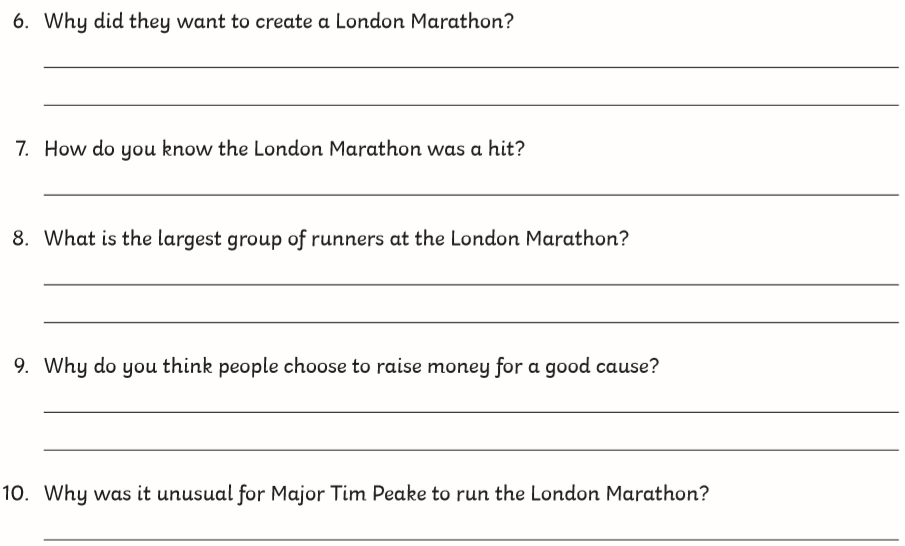 6. Why did they want to create a London Marathon?
7. How do you know the London Marathon was a hit?
8. What is the largest group of runners at the London Marathon?
9. Why do you think people choose to raise money for a good cause?
10. Why was it unusual for Major Tim Peake to run the London Marathon?